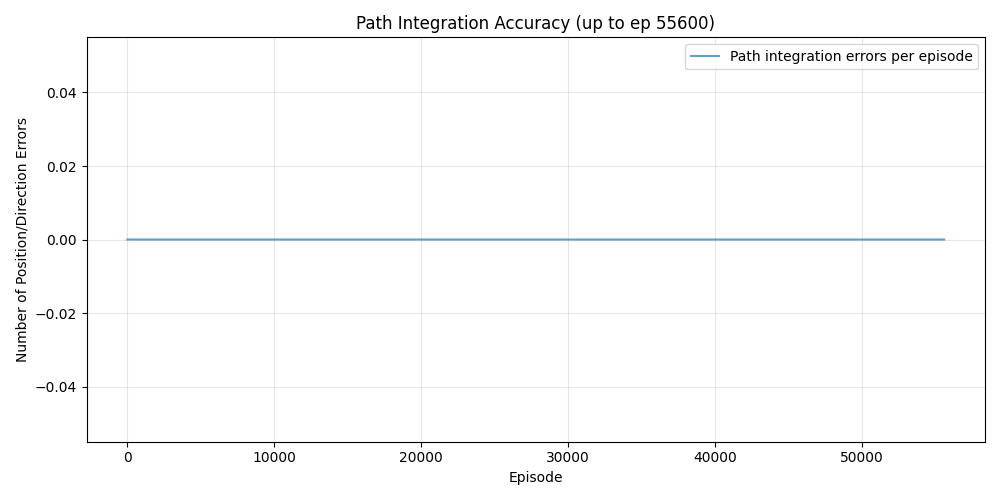 Path Integration Accuracy (up to ep 55600)
Path integration errors per episode
Number of Position/Direction Errors
0.04
0.02
0.00
−0.02
−0.04
0 10000 20000 30000 40000 50000
Episode